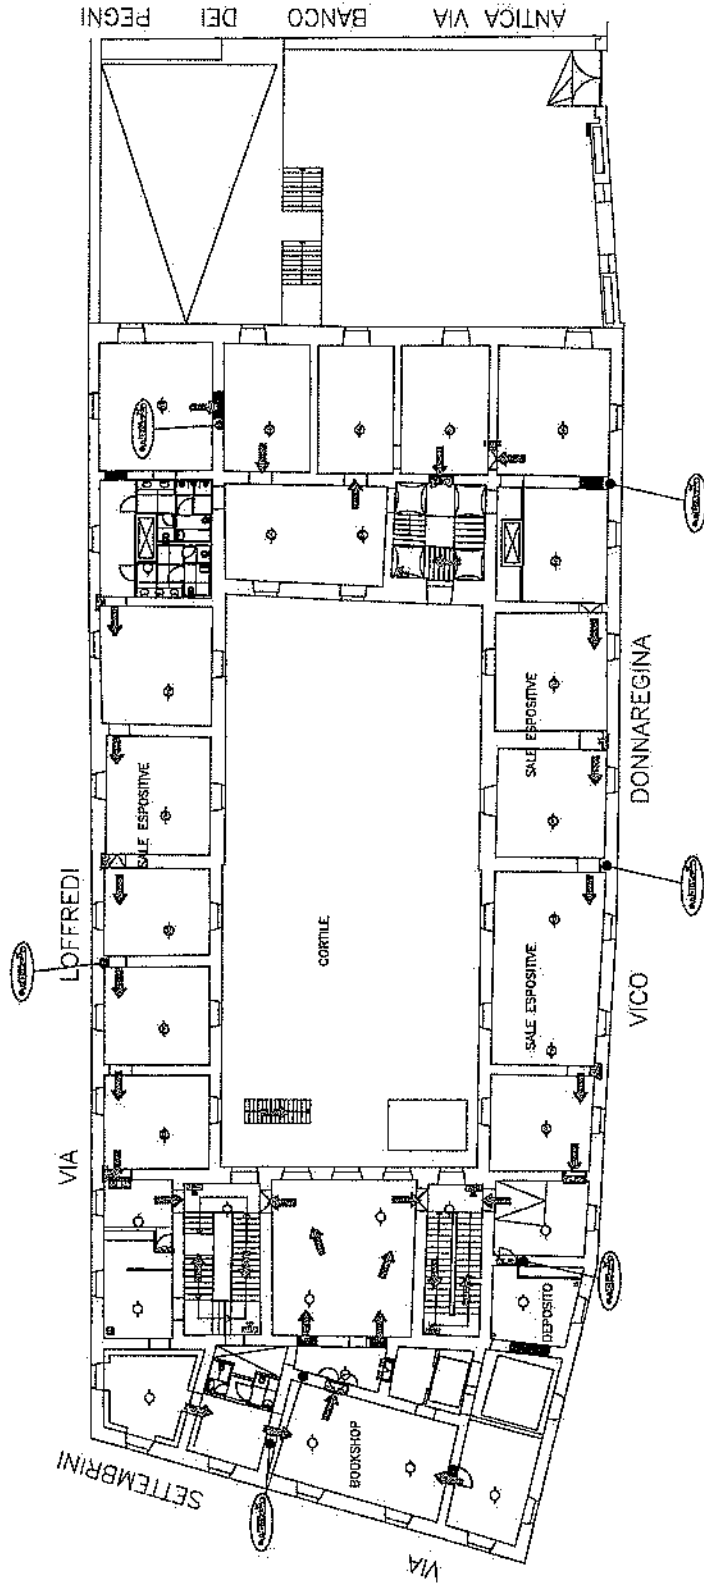 ANTICA VIA BANCO DEI REGNI
VIA LOFFREDI
SALE ESPOSITIVE
CORTILE
SALE ESPOSITIVE
SALE ESPOSITIVE
VICO DONNAREGINA
DEPOSITO
BOOKSHOP
VIA SETTEMBRINI